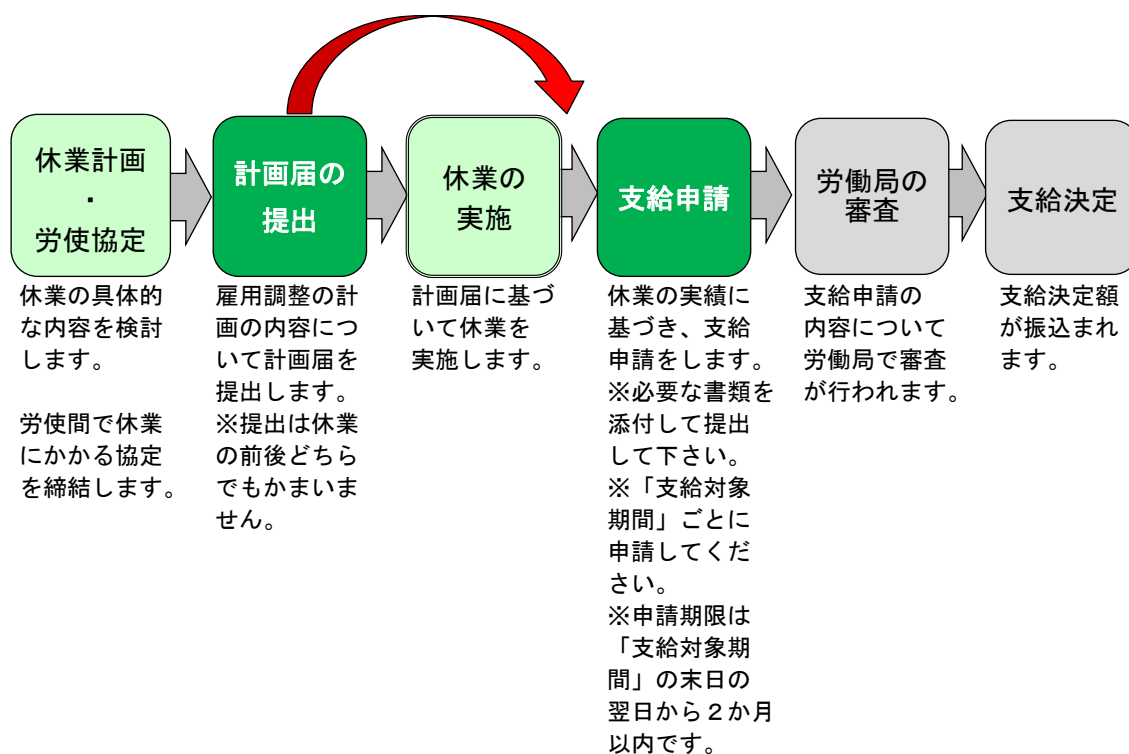 休業計画
・
労使協定
計画届の
提出
休業の
実施
支給申請
労働局の
審査
支給決定
休業の具体的
な内容を検討
します。
労使間で休業
にかかる協定
を締結します。
雇用調整の計
画の内容につ
いて計画届を
提出します。
※提出は休業
の前後どちら
でもかまいま
せん。
計画届に基づ
いて休業を
実施します。
休業の実績に
基づき、支給
申請をします。
※必要な書類を
添付して提出
して下さい。
※「支給対象
期間」ごとに
申請してくだ
さい。
※申請期限は
「支給対象期
間」の末日の
翌日から２か月
以内です。
支給申請の
内容について
労働局で審査
が行われます。
支給決定額
が振込まれ
ます。